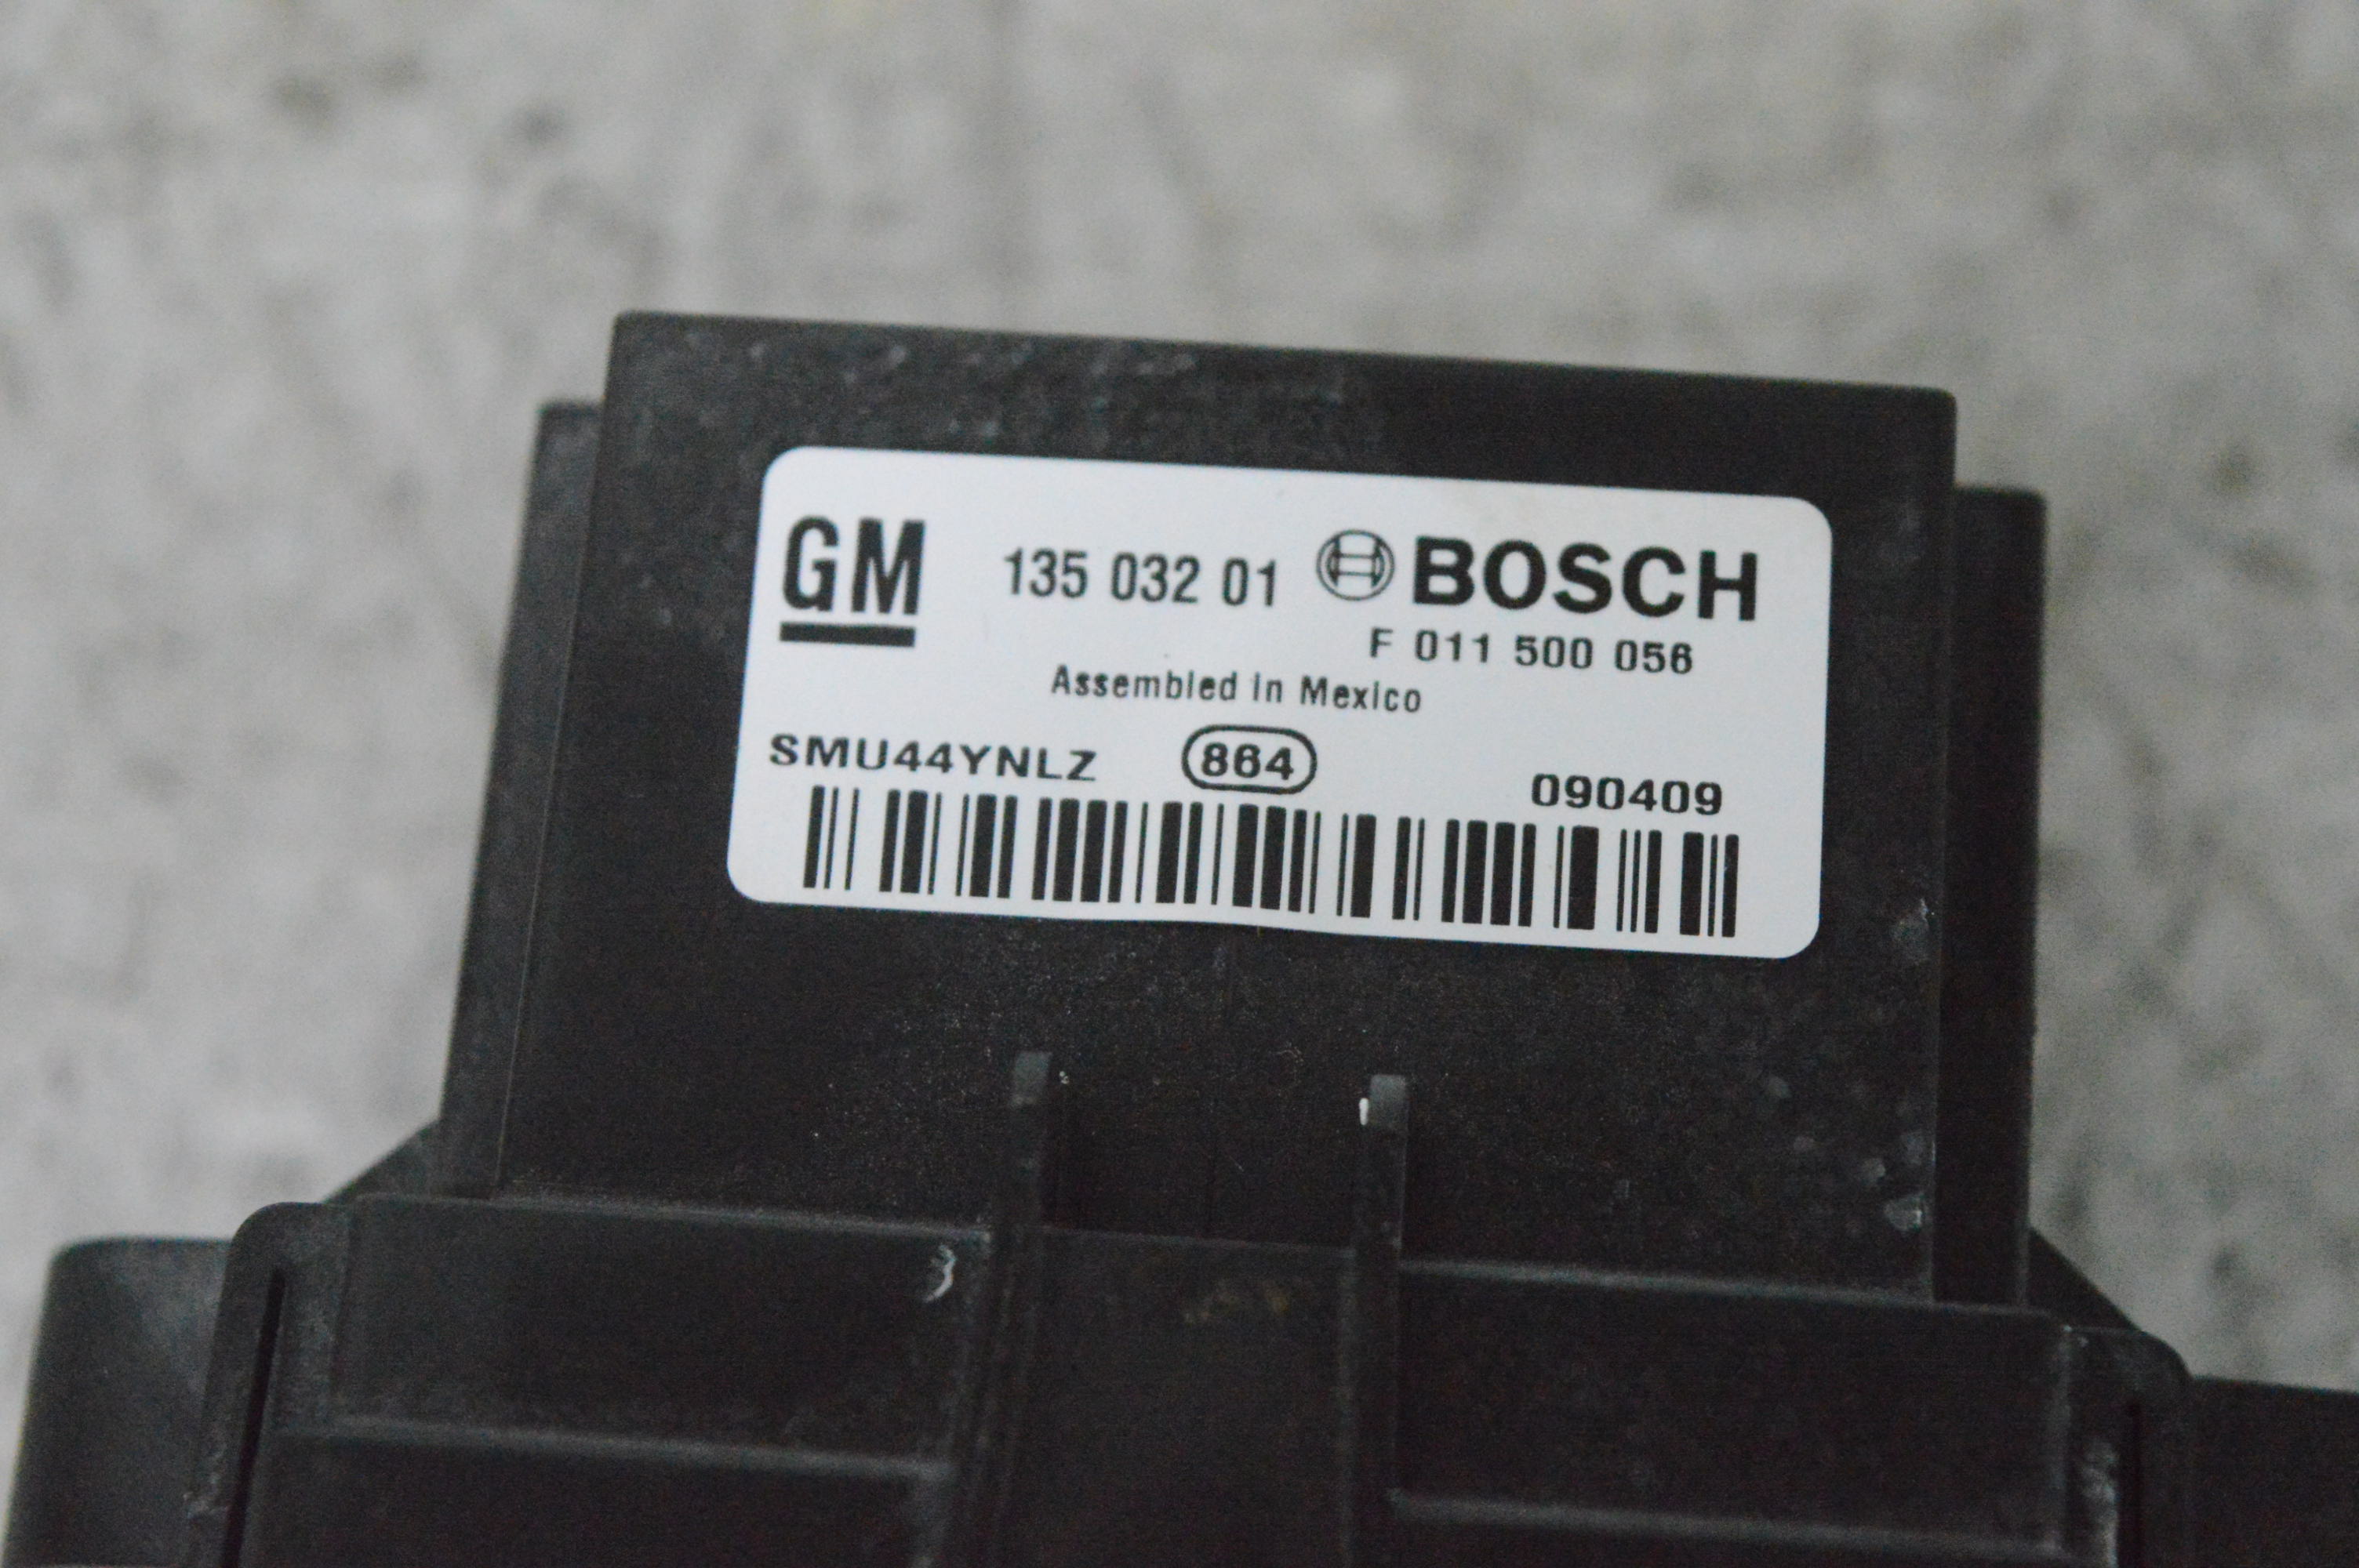 GM 135 032 01 BOSCH
F 011 500 056
Assembled in Mexico
SMU44YNLZ 864 090409